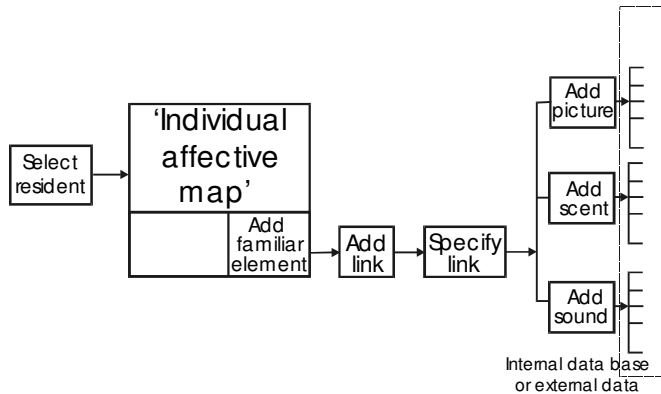 Select
resident
‘Individual
affective
map’
Add
familiar
element
Add
link
Specify
link
Add
picture
Add
scent
Add
sound
Internal data base
or external data